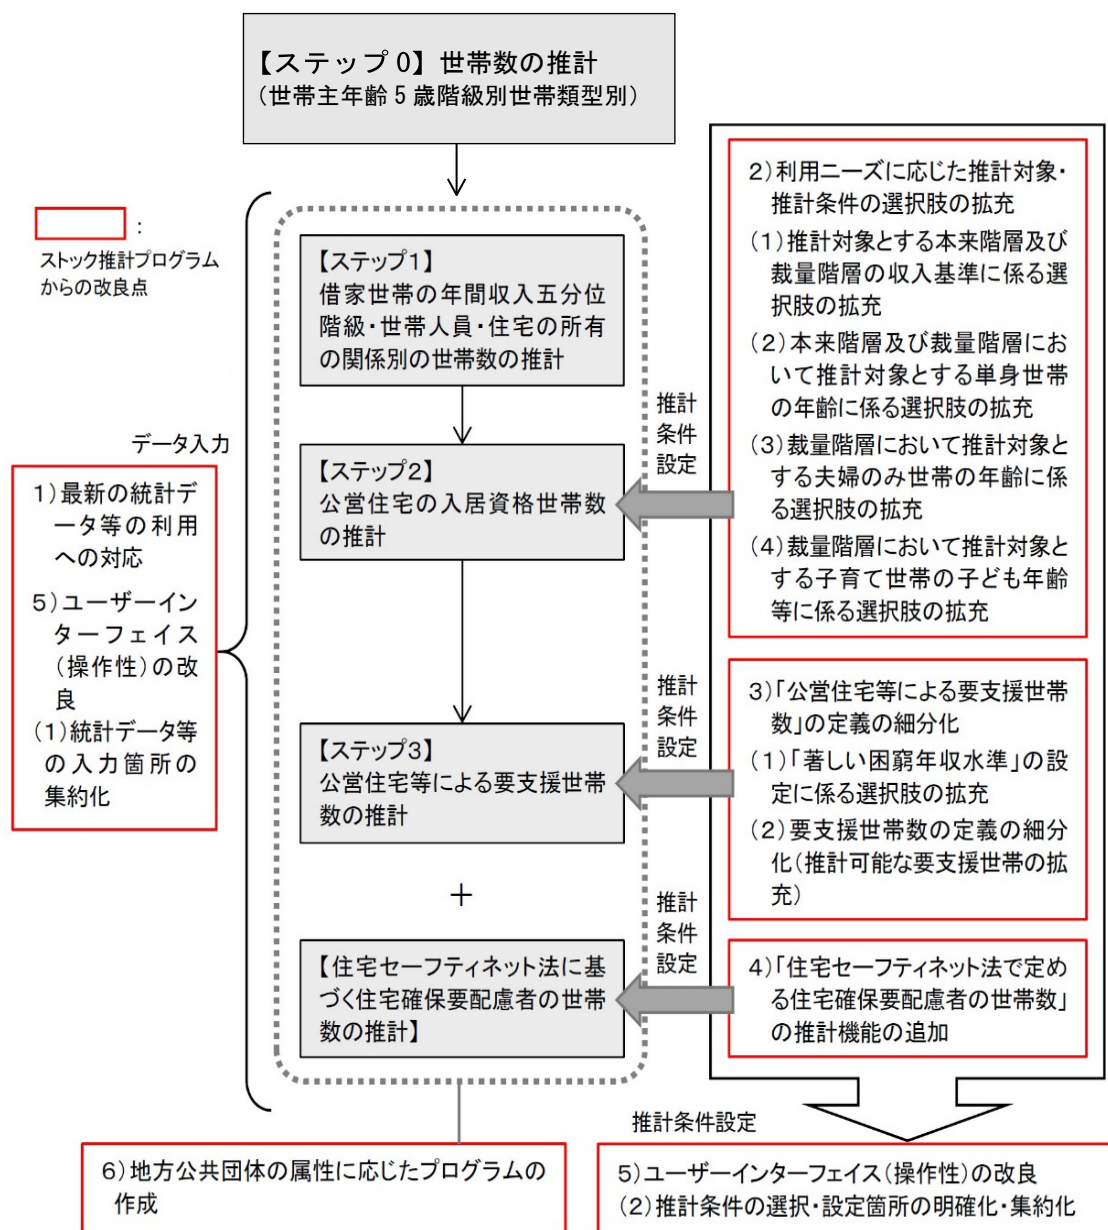 【ステップ0】世帯数の推計
（世帯主年齢5歳階級別世帯類型別）
：
ストック推計プログラム
からの改良点
データ入力
1)最新の統計デ
ータ等の利用
への対応
5)ユーザーイン
ターフェイス
(操作性)の改
良
(1)統計データ等
の入力箇所の
集約化
【ステップ1】
借家世帯の年間収入五分位
階級・世帯人員・住宅の所有
の関係別の世帯数の推計
【ステップ2】
公営住宅の入居資格世帯数
の推計
【ステップ3】
公営住宅等による要支援世帯
数の推計
＋
【住宅セーフティネット法に基
づく住宅確保要配慮者の世帯
数の推計】
推計
条件
設定
推計
条件
設定
推計
条件
設定
2)利用ニーズに応じた推計対象・
推計条件の選択肢の拡充
(1)推計対象とする本来階層及び
裁量階層の収入基準に係る選
択肢の拡充
(2)本来階層及び裁量階層にお
いて推計対象とする単身世帯
の年齢に係る選択肢の拡充
(3)裁量階層において推計対象と
する夫婦のみ世帯の年齢に係
る選択肢の拡充
(4)裁量階層において推計対象と
する子育て世帯の子ども年齢
等に係る選択肢の拡充
3)「公営住宅等による要支援世帯
数」の定義の細分化
(1)「著しい困窮年収水準」の設
定に係る選択肢の拡充
(2)要支援世帯数の定義の細分
化(推計可能な要支援世帯の拡
充)
4)「住宅セーフティネット法で定め
る住宅確保要配慮者の世帯数」
の推計機能の追加
推計条件設定
6)地方公共団体の属性に応じたプログラムの
作成
5)ユーザーインターフェイス(操作性)の改良
(2)推計条件の選択・設定箇所の明確化・集約化